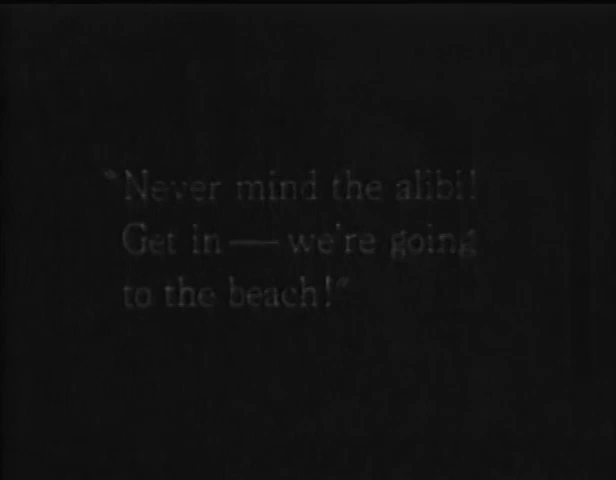 "Never mind the alibi!
Get in — we're going
to the beach!"